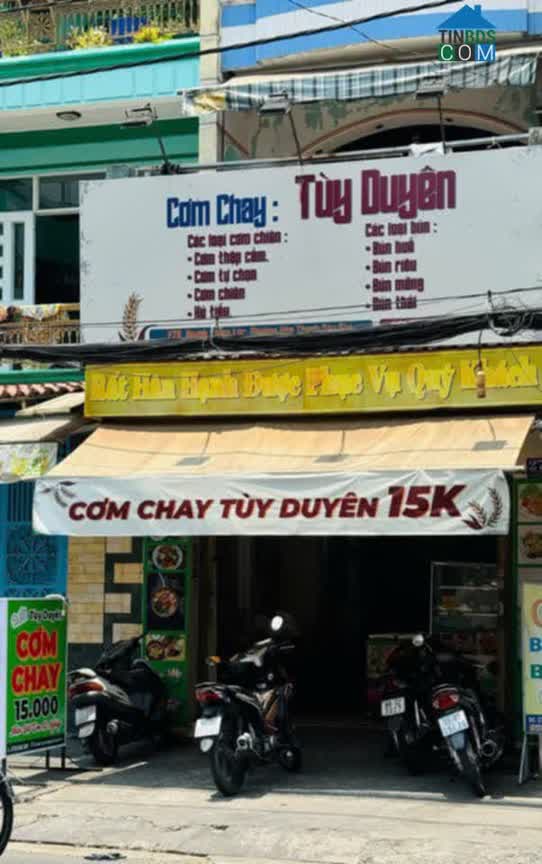 TINBDS
COM
Cơm Chay : Tùy Duyên
Các loại cơm chiên :
• Cơm thập cẩm.
• Cơm tự chọn
• Cơm chiên
• Hủ tiếu
Các loại bún :
• Bún huế
• Bún riêu
• Bún măng
• Bún thái
Rất Hân Hạnh Được Phục Vụ Quý Khách
CƠM CHAY TÙY DUYÊN 15K
Tùy Duyên
CƠM
CHAY
15.000